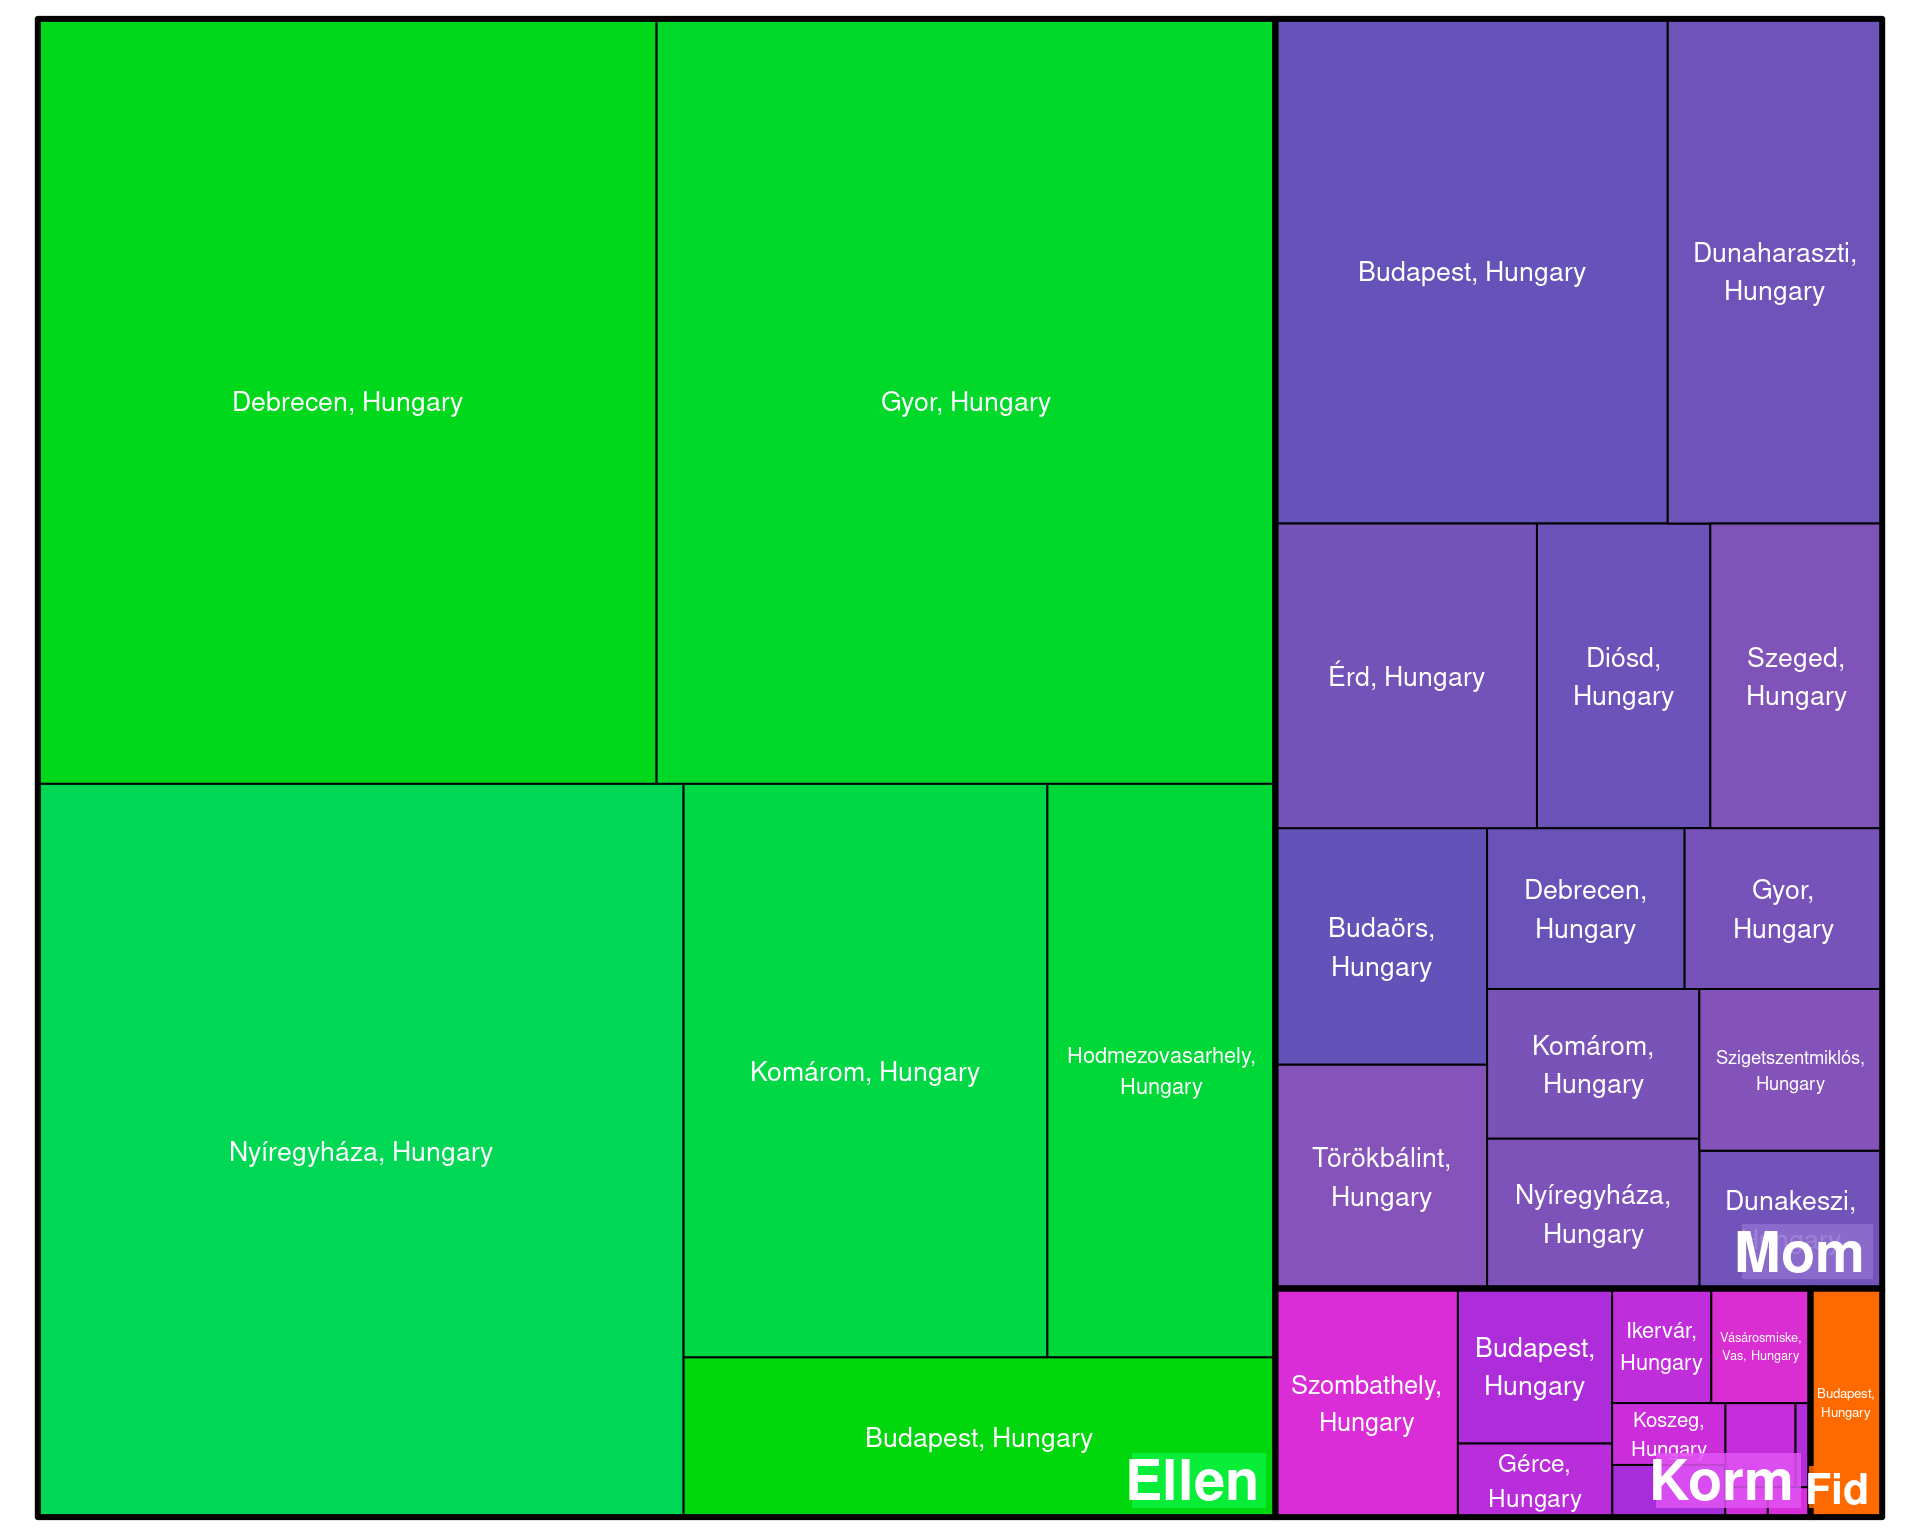 Debrecen, Hungary
Gyor, Hungary
Nyíregyháza, Hungary
Komárom, Hungary
Hodmezovasarhely,
Hungary
Budapest, Hungary
Ellen
Budapest, Hungary
Dunaharaszti,
Hungary
Érd, Hungary
Diósd,
Hungary
Szeged,
Hungary
Budaörs,
Hungary
Debrecen,
Hungary
Gyor,
Hungary
Komárom,
Hungary
Szigetszentmiklós,
Hungary
Törökbálint,
Hungary
Nyíregyháza,
Hungary
Dunakeszi,
Hungary
Mom
Szombathely,
Hungary
Budapest,
Hungary
Gérce,
Hungary
Ikervár,
Hungary
Vásárosmiske,
Vas, Hungary
Koszeg,
Hungary
Korm
Budapest,
Hungary
Fid